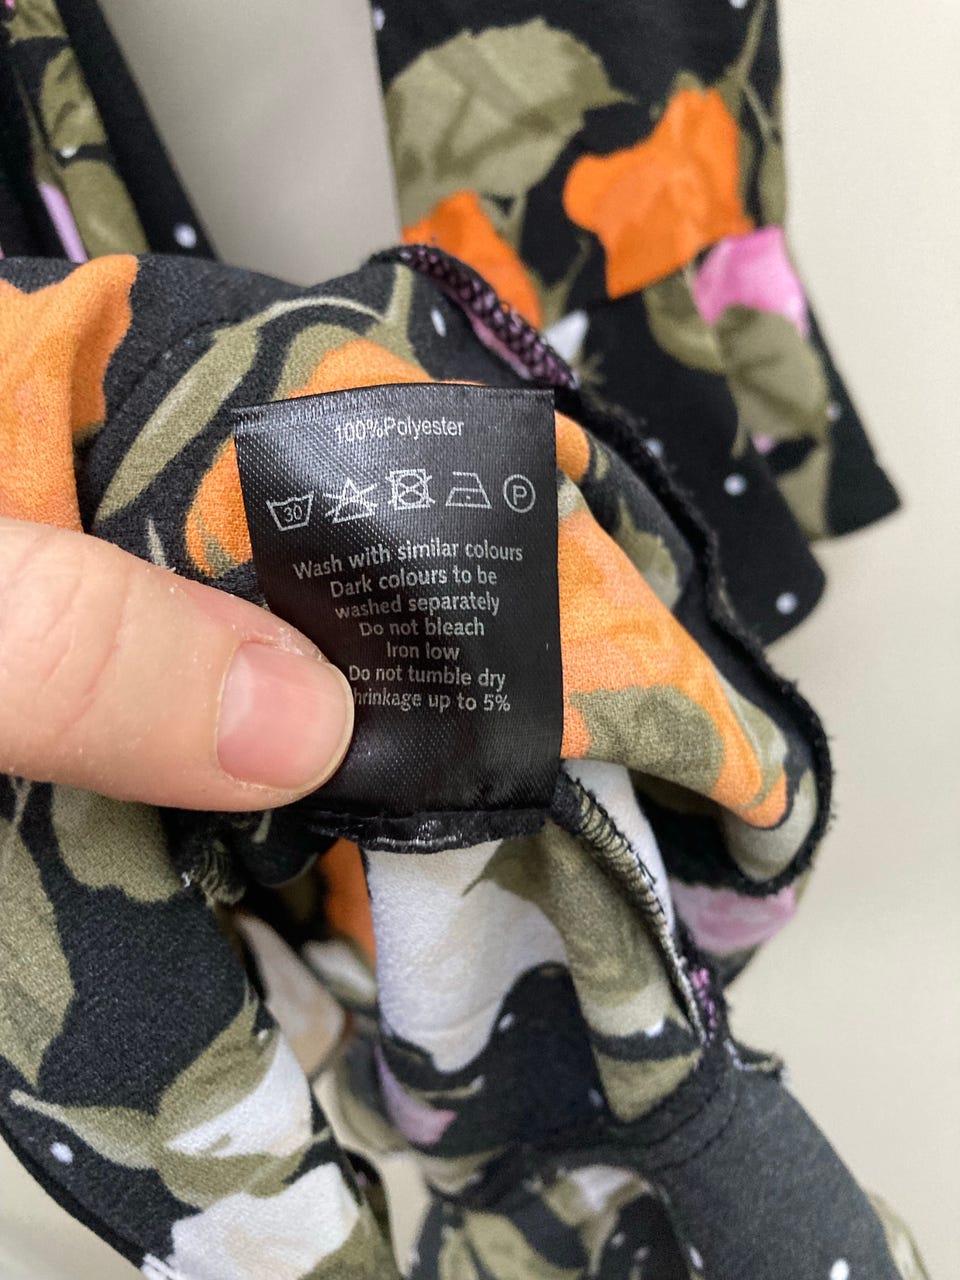 100%Polyester
30 P
Wash with similar colours
Dark colours to be
washed separately
Do not bleach
Iron low
Do not tumble dry
hrinkage up to 5%